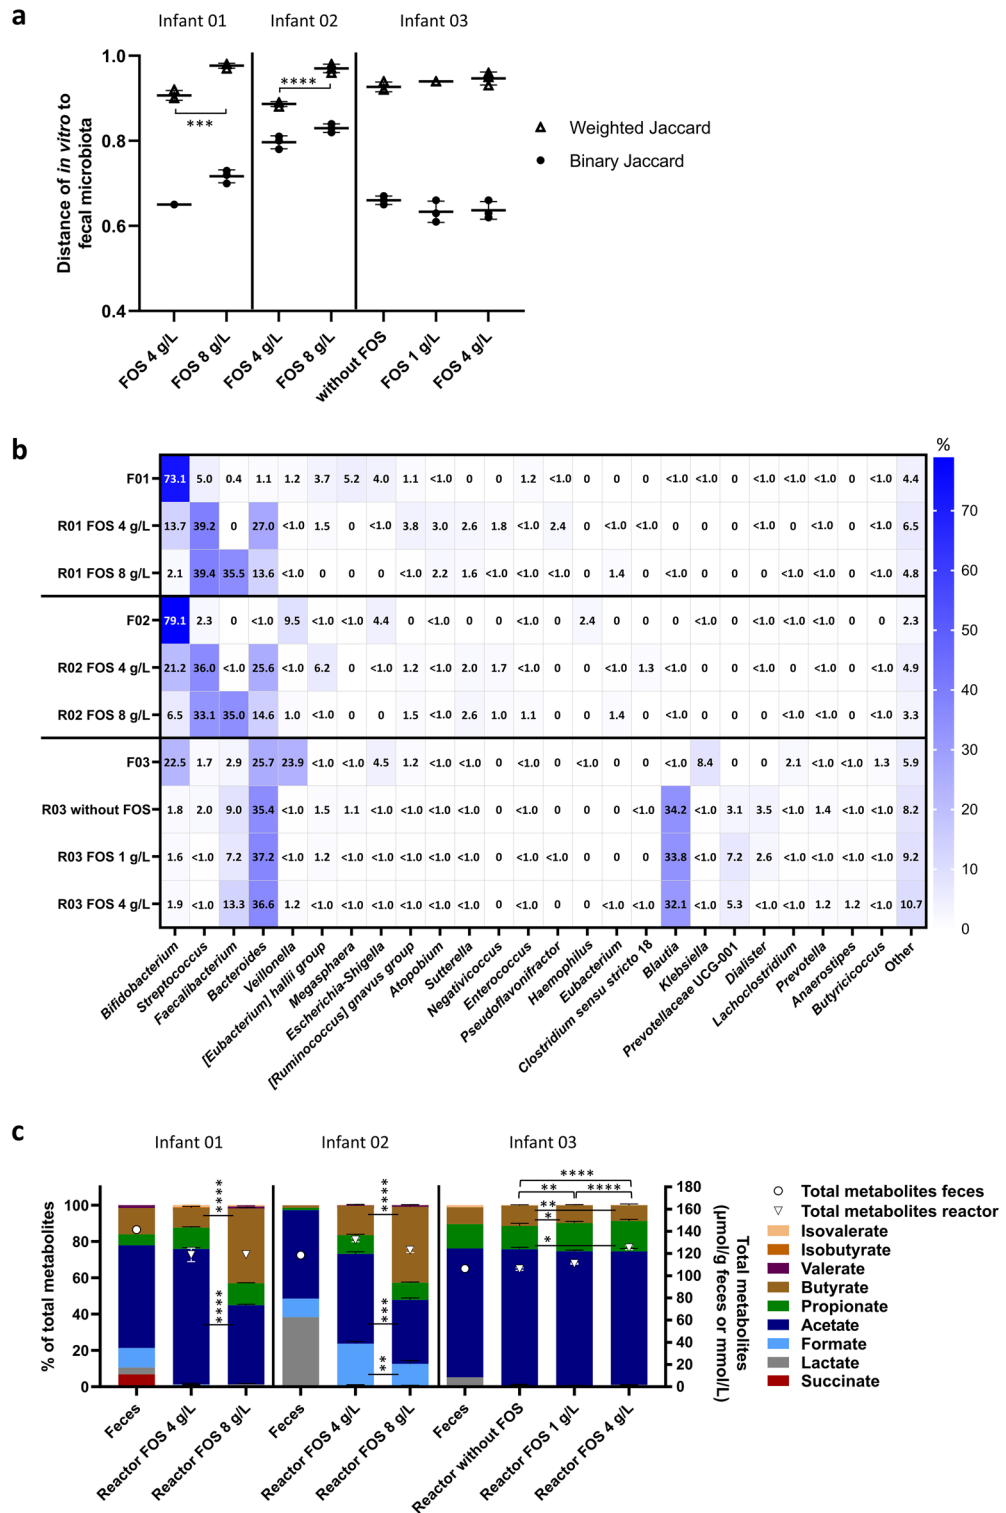 a
Infant 01 Infant 02 Infant 03
Distance of in vitro to
fecal microbiota
1.0
0.8
0.6
0.4
***
****
Weighted Jaccard
Binary Jaccard
FOS 4 g/L FOS 8 g/L FOS 4 g/L FOS 8 g/L without FOS FOS 1 g/L FOS 4 g/L
b
%
F01 73.1 5.0 0.4 1.1 1.2 3.7 5.2 4.0 1.1 <1.0 0 0 1.2 <1.0 0 0 0 <1.0 <1.0 0 <1.0 <1.0 <1.0 0 <1.0 4.4
R01 FOS 4 g/L 13.7 39.2 0 27.0 <1.0 1.5 0 <1.0 3.8 3.0 2.6 1.8 <1.0 2.4 0 <1.0 <1.0 0 0 0 <1.0 0 <1.0 0 <1.0 6.5
R01 FOS 8 g/L 2.1 39.4 35.5 13.6 <1.0 0 0 0 <1.0 2.2 1.6 <1.0 <1.0 <1.0 0 1.4 0 <1.0 0 0 0 <1.0 <1.0 0 <1.0 4.8
F02 79.1 2.3 0 <1.0 9.5 <1.0 <1.0 4.4 0 <1.0 0 0 <1.0 0 2.4 0 0 0 <1.0 0 <1.0 <1.0 <1.0 0 0 2.3
R02 FOS 4 g/L 21.2 36.0 <1.0 25.6 <1.0 6.2 0 <1.0 1.2 <1.0 2.0 1.7 <1.0 0 0 <1.0 1.3 0 0 0 <1.0 0 <1.0 0 <1.0 4.9
R02 FOS 8 g/L 6.5 33.1 35.0 14.6 1.0 <1.0 0 0 1.5 <1.0 2.6 1.0 1.1 0 0 1.4 0 <1.0 0 0 0 <1.0 <1.0 0 <1.0 3.3
F03 22.5 1.7 2.9 25.7 23.9 <1.0 <1.0 4.5 1.2 <1.0 <1.0 0 <1.0 0 <1.0 0 0 <1.0 8.4 0 0 2.1 <1.0 <1.0 1.3 5.9
R03 without FOS 1.8 2.0 9.0 35.4 <1.0 1.5 1.1 <1.0 <1.0 <1.0 <1.0 0 <1.0 0 0 0 <1.0 34.2 <1.0 3.1 3.5 <1.0 1.4 <1.0 <1.0 8.2
R03 FOS 1 g/L 1.6 <1.0 7.2 37.2 <1.0 1.2 <1.0 <1.0 <1.0 <1.0 <1.0 0 <1.0 <1.0 0 0 0 33.8 <1.0 7.2 2.6 <1.0 <1.0 <1.0 <1.0 9.2
R03 FOS 4 g/L 1.9 <1.0 13.3 36.6 1.2 <1.0 <1.0 <1.0 <1.0 <1.0 <1.0 0 <1.0 0 0 <1.0 <1.0 32.1 <1.0 5.3 <1.0 <1.0 1.2 1.2 0 10.7
70
60
50
40
30
20
10
0
Bifidobacterium Streptococcus Faecalibacterium Bacteroides Veillonella [Eubacterium] hallii group Megasphaera Escherichia-Shigella [Ruminococcus] gnavus group Atopobium Sutterella Negativicoccus Enterococcus Pseudoflavonifractor Haemophilus Eubacterium Clostridium sensu stricto 18 Blautia Klebsiella Prevotellaceae UCG-001 Dialister Lachoclostridium Prevotella Anaerostipes Butyricicoccus Other
c
Infant 01 Infant 02 Infant 03
% of total metabolites
100
80
60
40
20
0
****
****
****
***
**
****
** ****
**
*
*
180
160
140
120
100
80
60
40
20
0
Total metabolites
(µmol/g feces or mmol/L)
Total metabolites feces
Total metabolites reactor
Isovalerate
Isobutyrate
Valerate
Butyrate
Propionate
Acetate
Formate
Lactate
Succinate
Feces Reactor FOS 4 g/L Reactor FOS 8 g/L Feces Reactor FOS 4 g/L Reactor FOS 8 g/L Feces Reactor without FOS Reactor FOS 1 g/L Reactor FOS 4 g/L